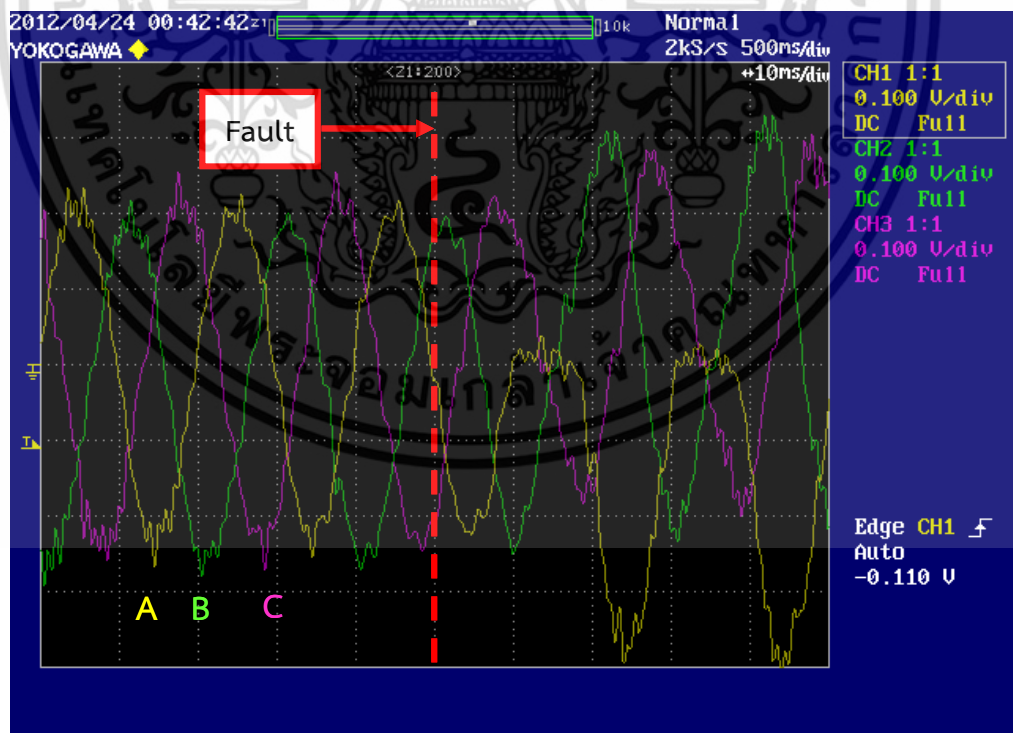 2012/04/24 00:42:42 Z1 10k Normal
YOKOGAWA 2kS/s 500ms/div
<Z1:200> ↔10ms/div
CH1 1:1
0.100 V/div
DC Full
CH2 1:1
0.100 V/div
DC Full
CH3 1:1
0.100 V/div
DC Full
Fault
T
Edge CH1
Auto
-0.110 V
A B C